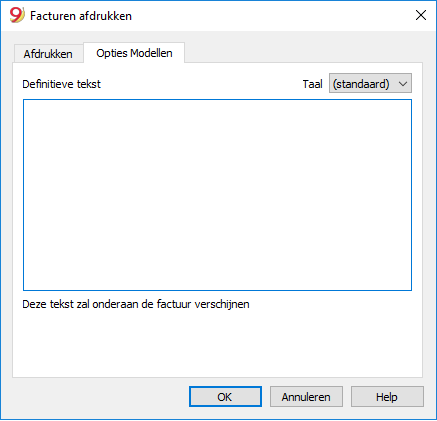 9 Facturen afdrukken
Afdrukken Opties Modellen
Definitieve tekst Taal (standaard)
Deze tekst zal onderaan de factuur verschijnen
OK Annuleren Help